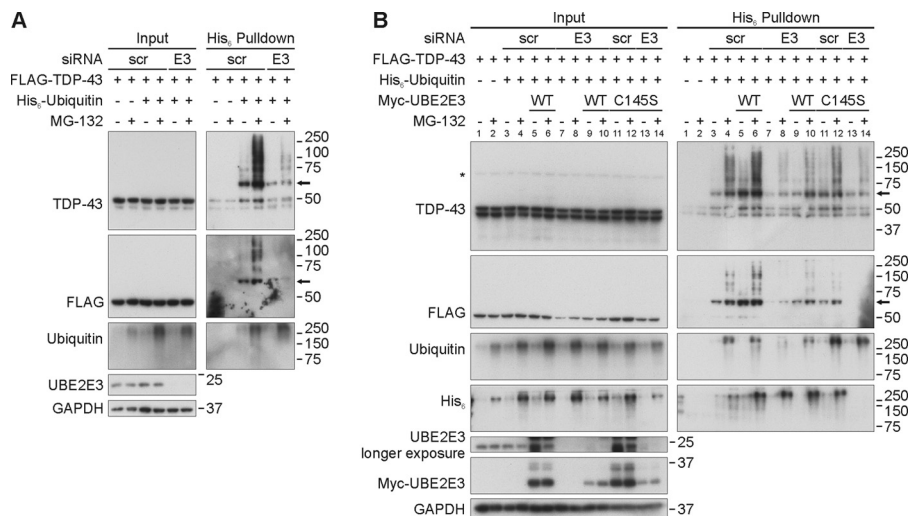 A
Input His6 Pulldown
siRNA scr E3 scr E3
FLAG-TDP-43 + + + + + + + + + + + +
His6-Ubiquitin - - + + + + - - + + + +
MG-132 - + - + - + - + - + - +
TDP-43
250
100
75
50
FLAG
250
100
75
50
Ubiquitin
250
150
75
UBE2E3 25
GAPDH 37
B
Input His6 Pulldown
siRNA scr E3 scr E3 scr E3 scr E3
FLAG-TDP-43 + + + + + + + + + + + + + + + + + + + + + + + + + + + +
His6-Ubiquitin - - + + + + + + + + + + + + - - + + + + + + + + + + + +
Myc-UBE2E3 WT WT C145S WT WT C145S
MG-132 - + - + - + - + - + - + - + - + - + - + - + - + - + - +
1 2 3 4 5 6 7 8 9 10 11 12 13 14 1 2 3 4 5 6 7 8 9 10 11 12 13 14
*
TDP-43
250
150
75
50
37
FLAG
250
150
75
50
Ubiquitin
250
150
75
His6
250
150
75
UBE2E3
longer exposure
25
Myc-UBE2E3
37
GAPDH 37